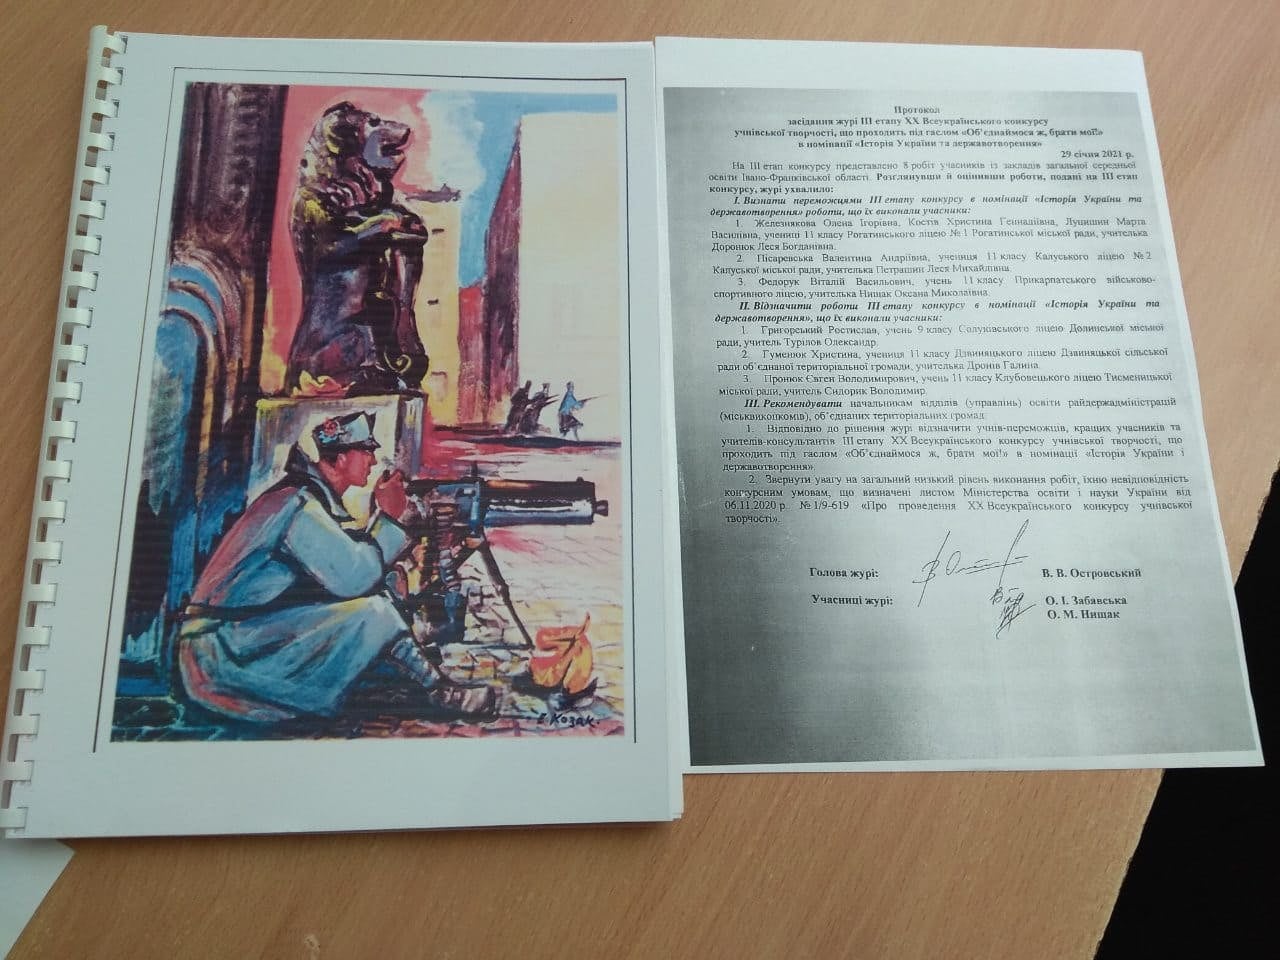 Е. Козак.
Протокол
засідання журі ІІІ етапу ХХ Всеукраїнського конкурсу
учнівської творчості, що проходить під гаслом «Об'єднаймося ж, брати мої!»
в номінації «Історія України та державотворення»
29 січня 2021 р.
На ІІІ етап конкурсу представлено 8 робіт учасників із закладів загальної середньої
освіти Івано-Франківської області. Розглянувши й оцінивши роботи, подані на ІІІ етап
конкурсу, журі ухвалило:
І. Визнати переможцями ІІІ етапу конкурсу в номінації «Історія України та
державотворення» роботи, що їх виконали учасники:
1. Железнякова Олена Ігорівна, Костів Христина Геннадіївна, Луцишин Марта
Василівна, учениці 11 класу Рогатинського ліцею № 1 Рогатинської міської ради, учителька
Доронюк Леся Богданівна.
2. Пісаревська Валентина Андріївна, учениця 11 класу Калуського ліцею № 2
Калуської міської ради, учителька Петрашин Леся Михайлівна.
3. Федорук Віталій Васильович, учень 11 класу Прикарпатського військово-
спортивного ліцею, учителька Нищак Оксана Миколаївна.
ІІ. Відзначити роботи ІІІ етапу конкурсу в номінації «Історія України та
державотворення», що їх виконали учасники:
1. Григорський Ростислав, учень 9 класу Солуківського ліцею Долинської міської
ради, учитель Турілов Олександр.
2. Гуменюк Христина, учениця 11 класу Дзвиняцького ліцею Дзвиняцької сільської
ради об'єднаної територіальної громади, учителька Дронів Галина.
3. Пронюк Євген Володимирович, учень 11 класу Клубовецького ліцею Тисменицької
міської ради, учитель Сидорик Володимир.
ІІІ. Рекомендувати начальникам відділів (управлінь) освіти райдержадміністрацій
(міськвиконкомів), об'єднаних територіальних громад:
1. Відповідно до рішення журі відзначити учнів-переможців, кращих учасників та
учителів-консультантів ІІІ етапу ХХ Всеукраїнського конкурсу учнівської творчості, що
проходить під гаслом «Об'єднаймося ж, брати мої!» в номінації «Історія України і
державотворення».
2. Звернути увагу на загальний низький рівень виконання робіт, їхню невідповідність
конкурсним умовам, що визначені листом Міністерства освіти і науки України від
06.11.2020 р. № 1/9-619 «Про проведення ХХ Всеукраїнського конкурсу учнівської
творчості».
Голова журі: В. В. Островський
Учасниці журі: О. І. Забавська
О. М. Нищак